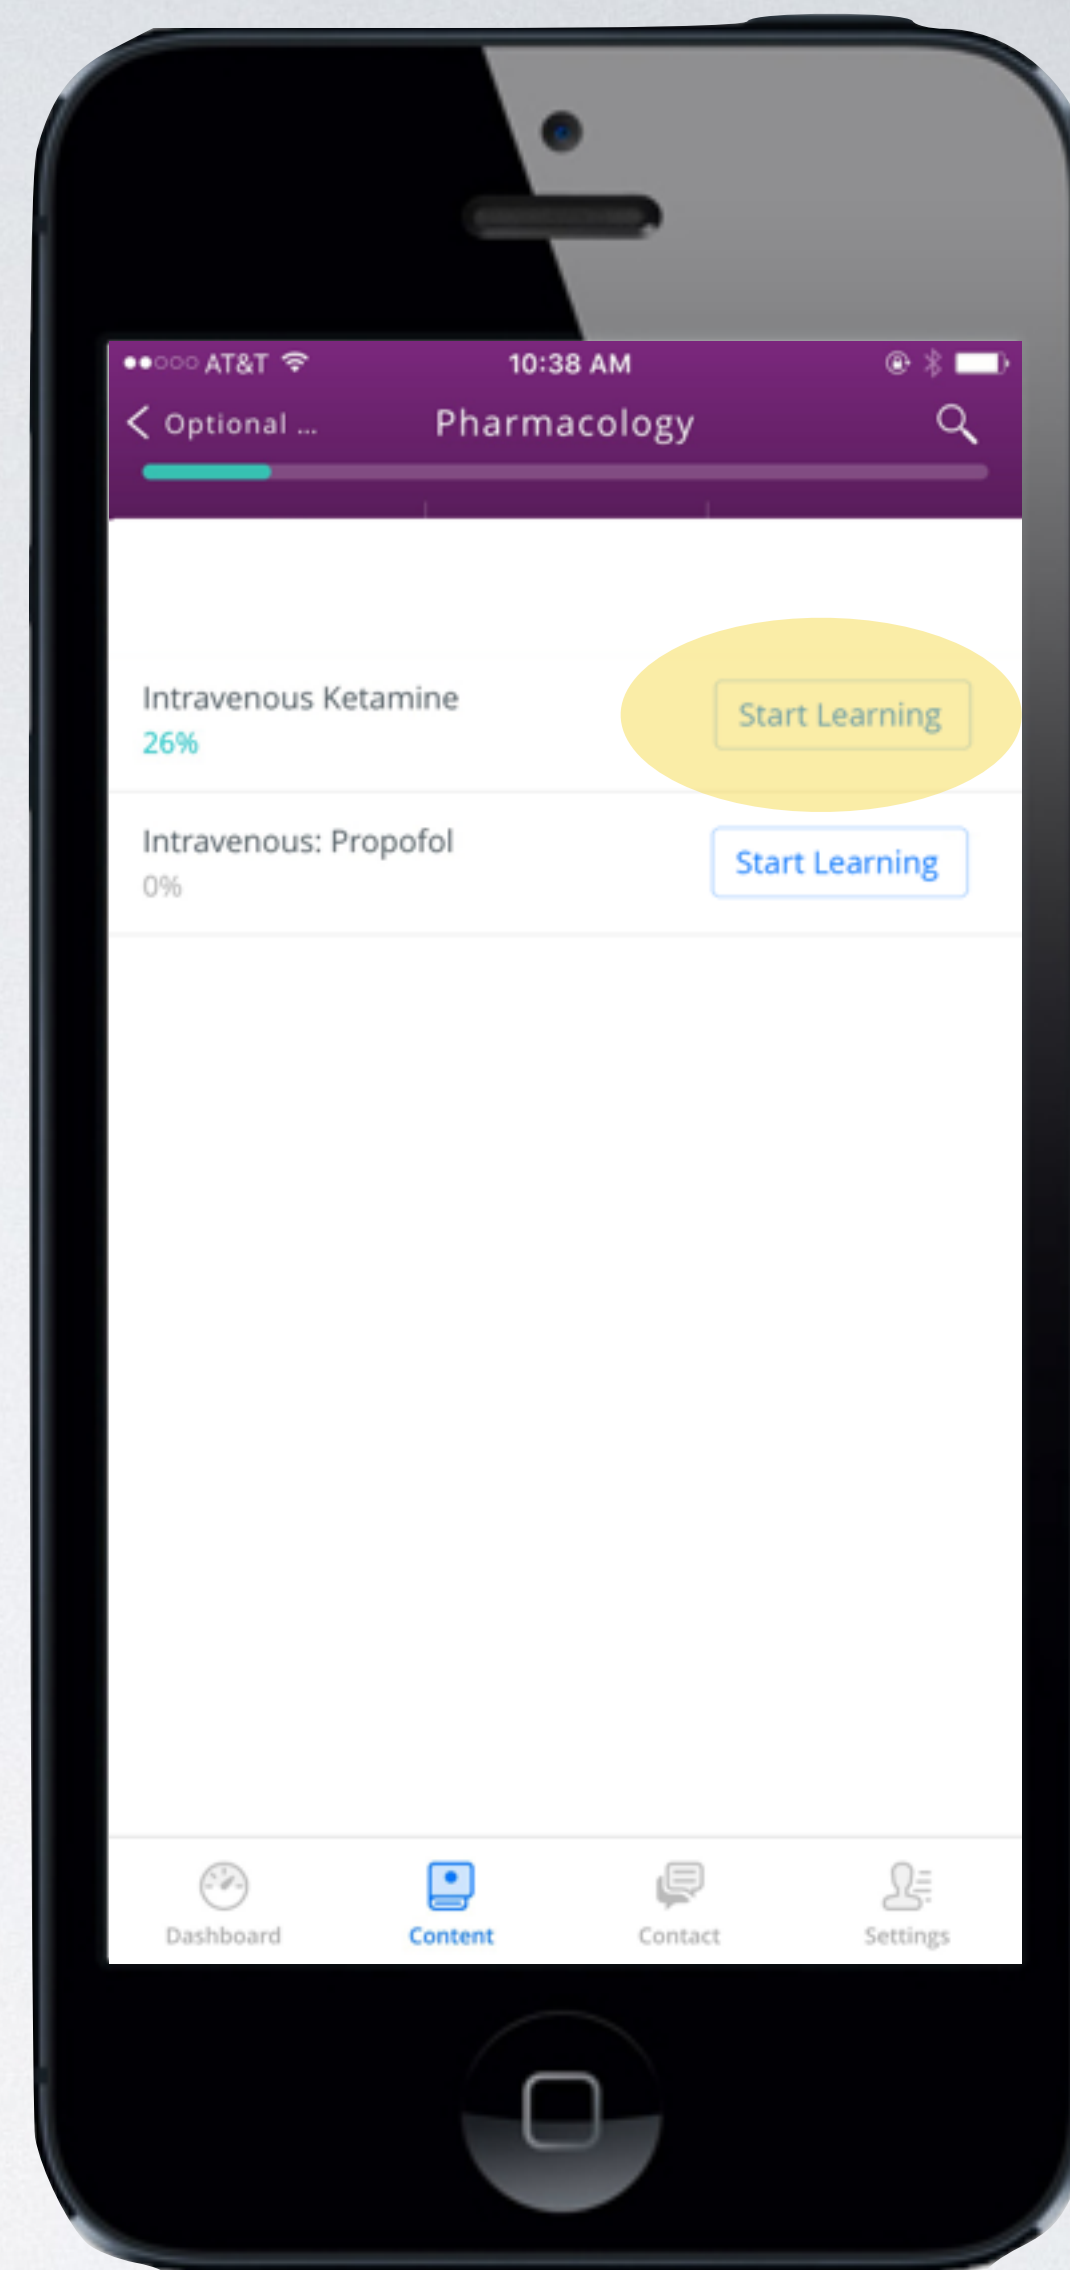 AT&T 10:38 AM
Optional ... Pharmacology
Intravenous Ketamine Start Learning
26%
Intravenous: Propofol Start Learning
0%
Dashboard Content Contact Settings